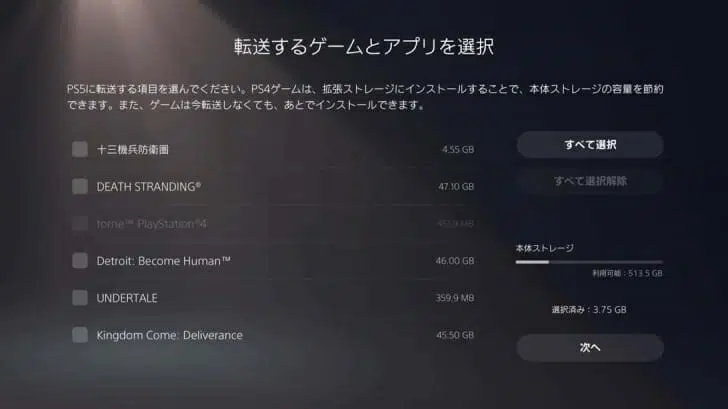 転送するゲームとアプリを選択
PS5に転送する項目を選んでください。PS4ゲームは、拡張ストレージにインストールすることで、本体ストレージの容量を節約
できます。また、ゲームは今転送しなくても、あとでインストールできます。
十三機兵防衛圏 4.55 GB
DEATH STRANDING® 47.10 GB
torne™ PlayStation®4
Detroit: Become Human™ 46.00 GB
UNDERTALE 359.9 MB
Kingdom Come: Deliverance 45.50 GB
すべて選択
すべて選択解除
本体ストレージ
利用可能：513.5 GB
選択済み：3.75 GB
次へ